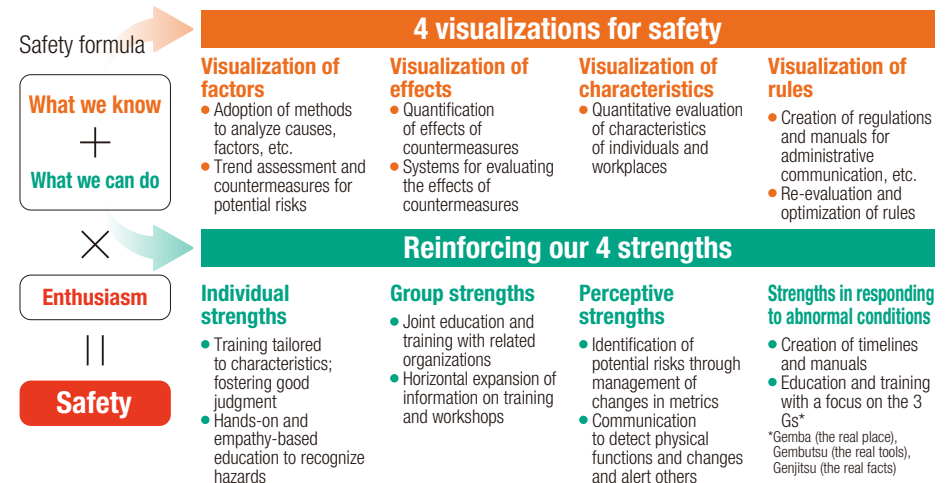 Safety formula
What we know
+
What we can do
×
Enthusiasm
||
Safety
4 visualizations for safety
Visualization of
factors
• Adoption of methods
to analyze causes,
factors, etc.
• Trend assessment and
countermeasures for
potential risks
Visualization of
effects
• Quantification
of effects of
countermeasures
• Systems for evaluating
the effects of
countermeasures
Visualization of
characteristics
• Quantitative evaluation
of characteristics
of individuals and
workplaces
Visualization of
rules
• Creation of regulations
and manuals for
administrative
communication, etc.
• Re-evaluation and
optimization of rules
Reinforcing our 4 strengths
Individual
strengths
• Training tailored
to characteristics;
fostering good
judgment
• Hands-on and
empathy-based
education to recognize
hazards
Group strengths
• Joint education and
training with related
organizations
• Horizontal expansion of
information on training
and workshops
Perceptive
strengths
• Identification of
potential risks through
management of
changes in metrics
• Communication
to detect physical
functions and changes
and alert others
Strengths in responding
to abnormal conditions
• Creation of timelines
and manuals
• Education and training
with a focus on the 3
Gs*
*Gemba (the real place),
Gembutsu (the real tools),
Genjitsu (the real facts)